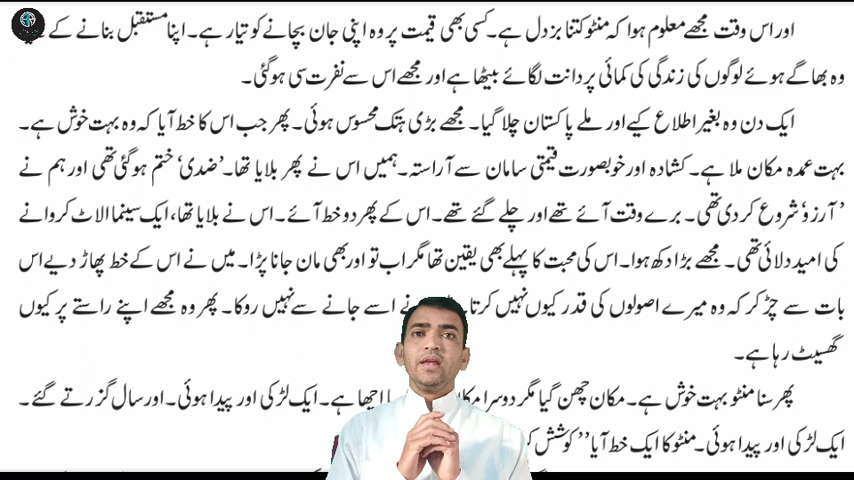 اور اس وقت مجھے معلوم ہوا کہ منٹو کتنا بزدل ہے۔ کسی بھی قیمت پر وہ اپنی جان بچانے کو تیار ہے۔ اپنا مستقبل بنانے کے
وہ بھاگے ہوئے لوگوں کی زندگی کی کمائی پر دانت لگائے بیٹھا ہے اور مجھے اس سے نفرت سی ہوگئی۔
ایک دن وہ بغیر اطلاع کیے اور ملے پاکستان چلا گیا۔ مجھے بڑی ہتک محسوس ہوئی۔ پھر جب اس کا خط آیا کہ وہ بہت خوش ہے۔
بہت عمدہ مکان ملا ہے۔ کشادہ اور خوبصورت قیمتی سامان سے آراستہ۔ ہمیں اس نے پھر بلایا تھا۔ ’ضدی‘ ختم ہوگئی تھی اور ہم نے
’آرزو‘ شروع کردی تھی۔ برے وقت آئے تھے اور چلے گئے تھے۔ اس کے پھر دو خط آئے۔ اس نے بلایا تھا، ایک سینما الاٹ کروانے
کی امید دلائی تھی۔ مجھے بڑا دکھ ہوا۔ اس کی محبت کا پہلے بھی یقین تھا مگر اب تو اور بھی مان جانا پڑا۔ میں نے اس کے خط پھاڑ دیے اس
بات سے چڑ کر کہ وہ میرے اصولوں کی قدر کیوں نہیں کرتا۔ نے اسے جانے سے نہیں روکا۔ پھر وہ مجھے اپنے راستے پر کیوں
گھسیٹ رہا ہے۔
پھر سنا منٹو بہت خوش ہے۔ مکان چھن گیا مگر دوسرا اچھا ہے۔ ایک لڑکی اور پیدا ہوئی۔ اور سال گزرتے گئے۔
ایک لڑکی اور پیدا ہوئی۔ منٹو کا ایک خط آیا ’’کوشش